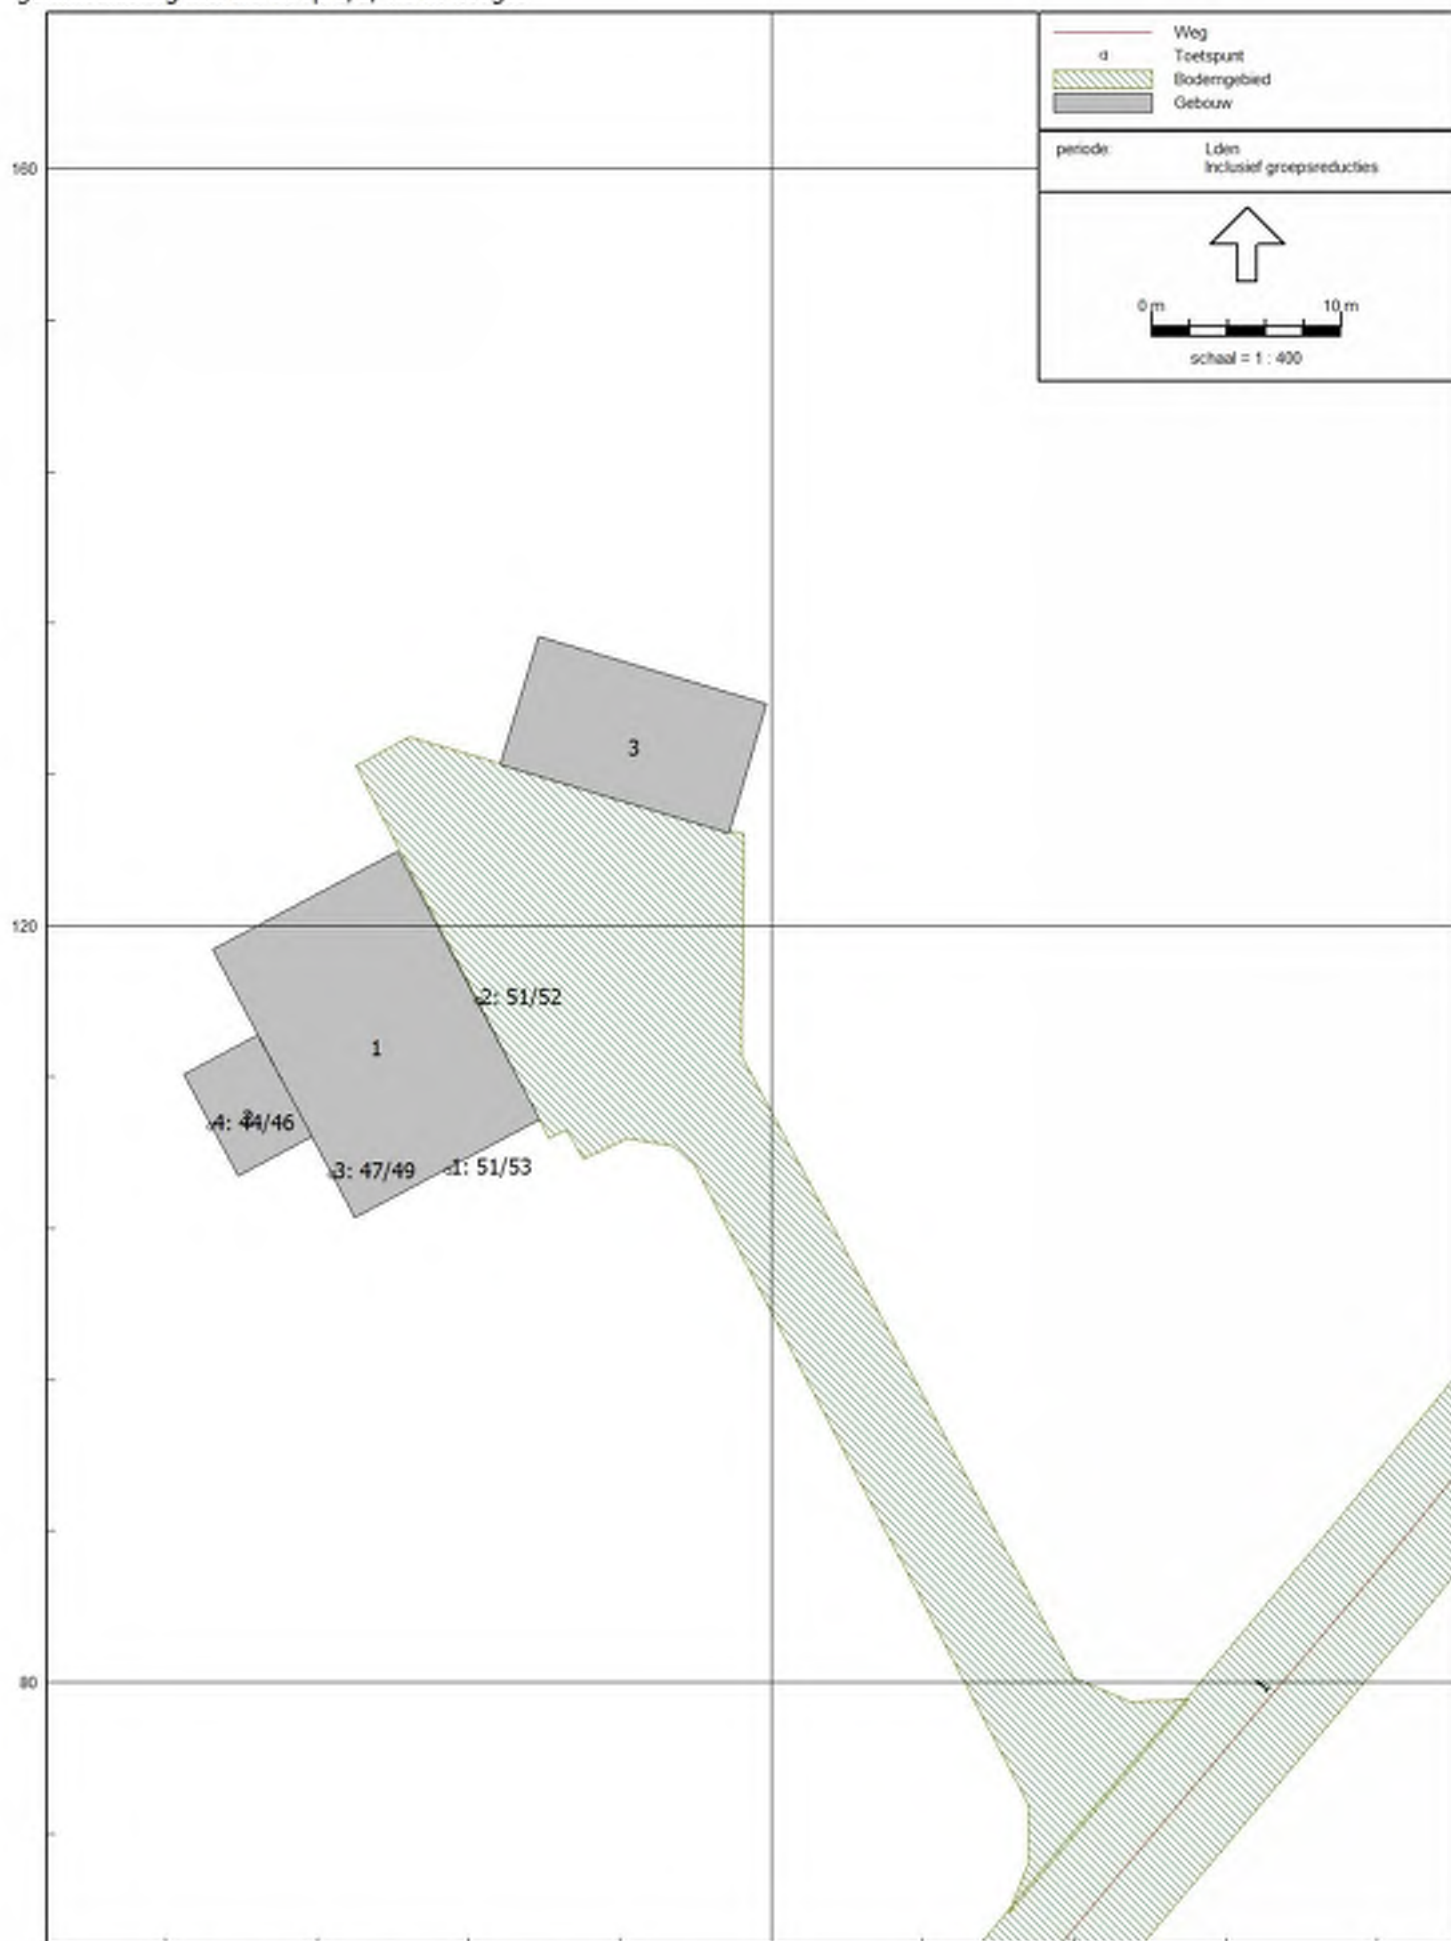 Weg
Toetspunt
Bodemgebied
Gebouw
periode: Lden
Inclusief groepsreducties
160
0 m 10 m
schaal = 1 : 400
3
120
2: 51/52
1
4: 44/46
3: 47/49
1: 51/53
80
1